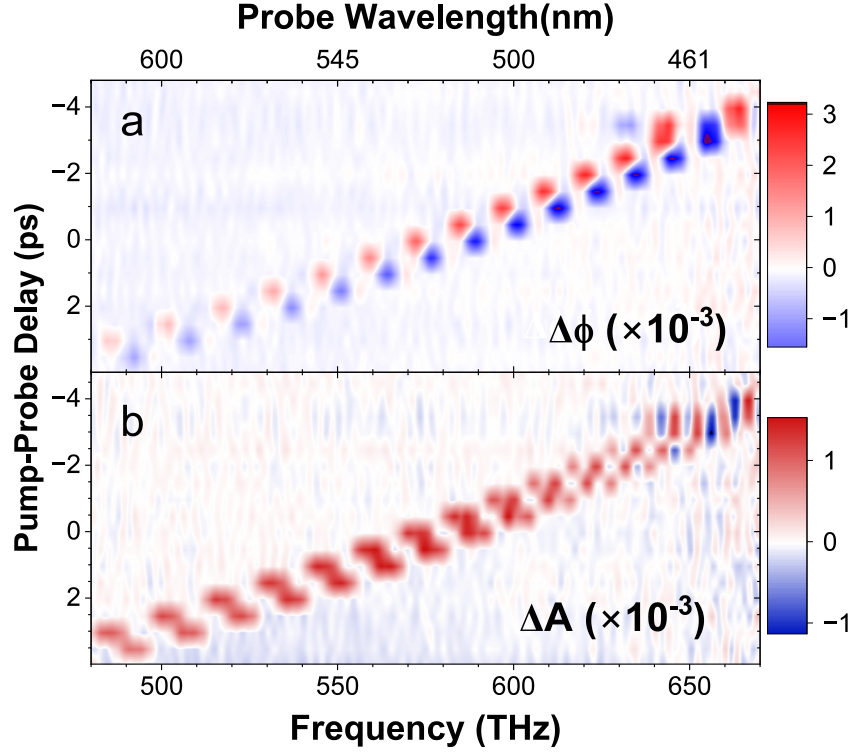 Probe Wavelength(nm)
600 545 500 461
a
−4
−2
0
2
Δϕ (×10⁻³)
3
2
1
0
−1
Pump-Probe Delay (ps)
b
−4
−2
0
2
ΔA (×10⁻³)
1
0
−1
500 550 600 650
Frequency (THz)